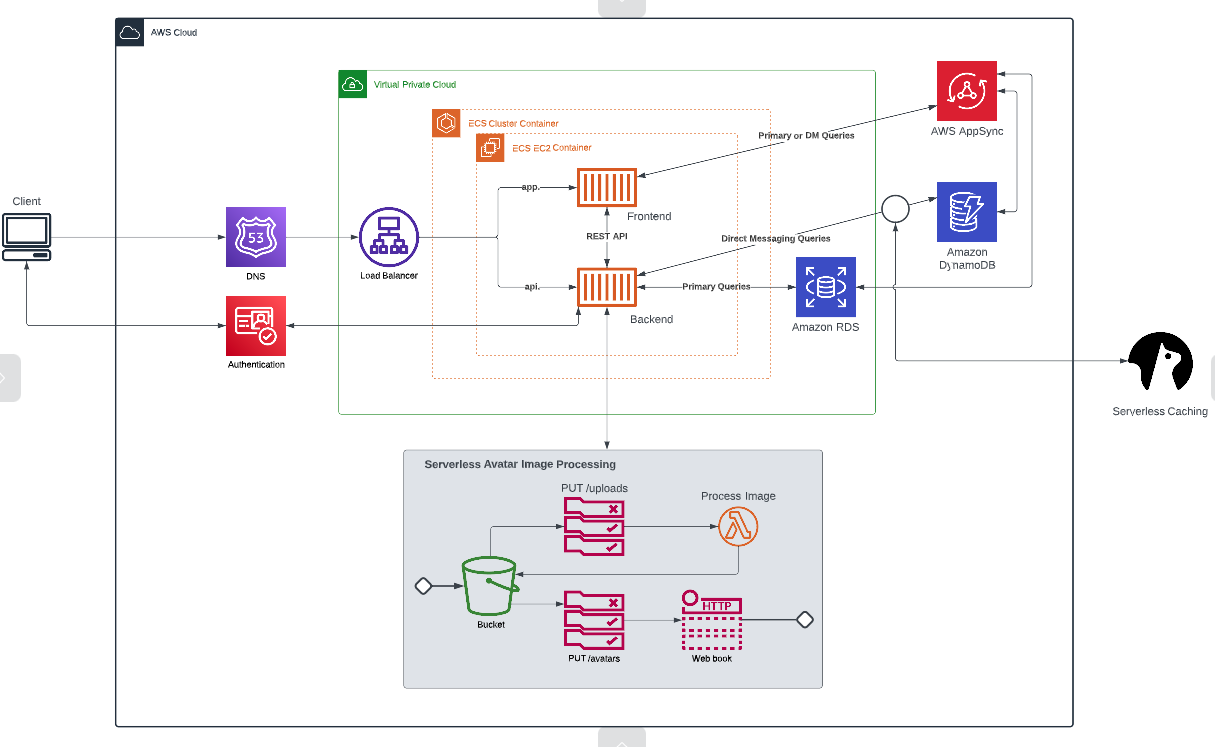 AWS Cloud
Virtual Private Cloud
ECS Cluster Container
ECS EC2 Container
Primary or DM Queries
AWS AppSync
app.
Frontend
Client
53
DNS
Load Balancer
REST API
Direct Messaging Queries
Amazon
DynamoDB
api.
Primary Queries
Backend
Amazon RDS
Authentication
Serverless Caching
Serverless Avatar Image Processing
PUT /uploads
Process Image
Bucket
HTTP
PUT /avatars
Web book